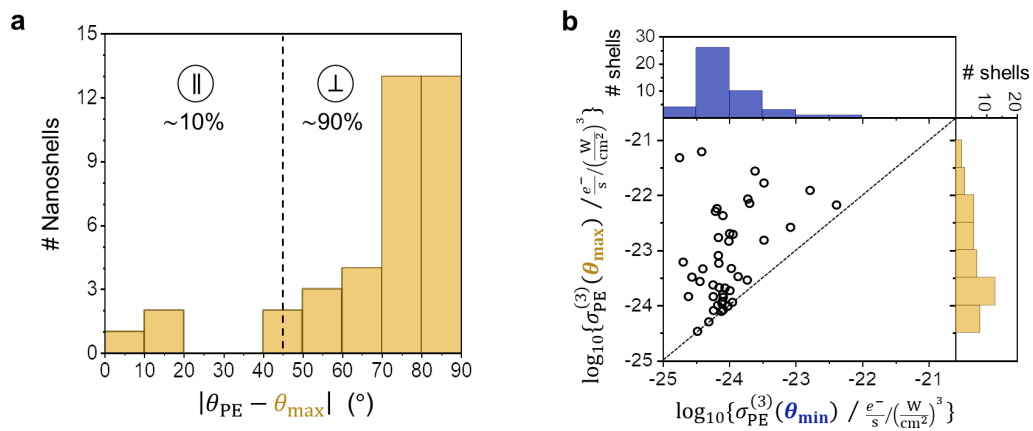 a
15
12
9
6
3
0
# Nanoshells
∥
~10%
⊥
~90%
0 10 20 30 40 50 60 70 80 90
|θPE − θmax| (°)
b
30
20
10
# shells
# shells
10 20
-21
-22
-23
-24
-25
log10{σPE(3)(θmax) / e−/s/(W/cm2)3}
-25 -24 -23 -22 -21
log10{σPE(3)(θmin) / e−/s/(W/cm2)3}